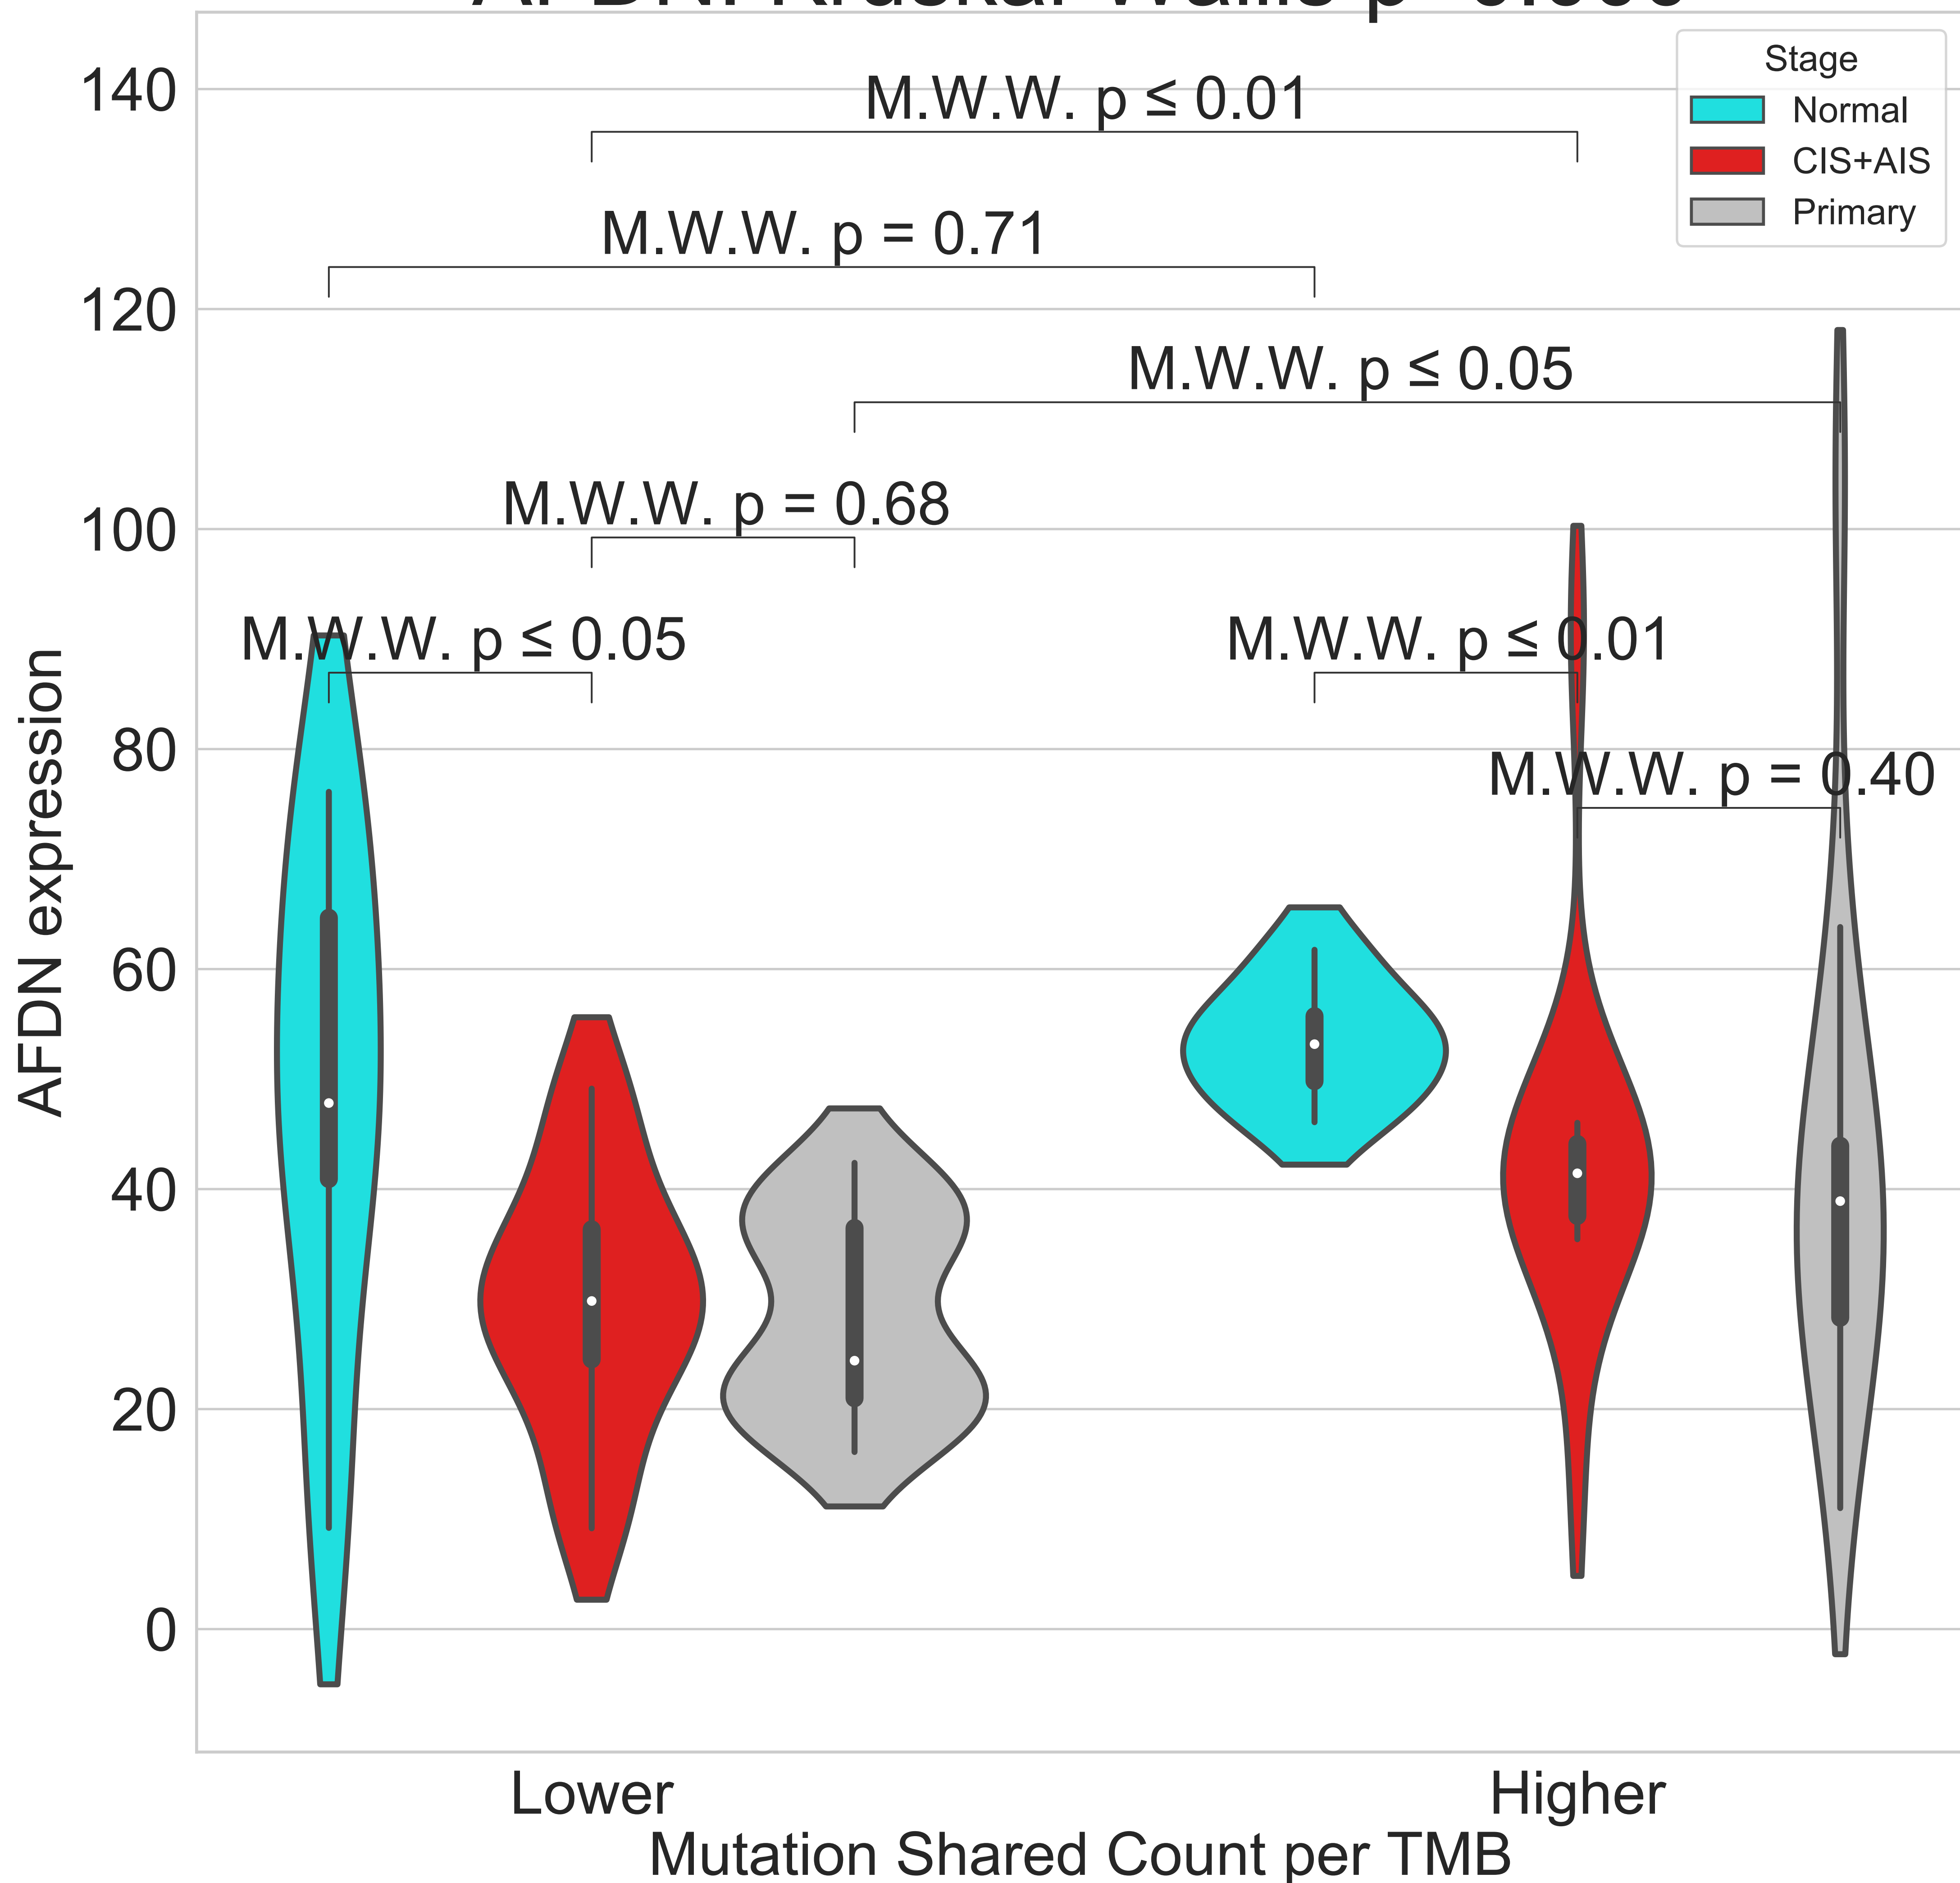 Stage
Normal
CIS+AIS
Primary
140
120
100
80
60
40
20
0
AFDN expression
M.W.W. p ≤ 0.01
M.W.W. p = 0.71
M.W.W. p ≤ 0.05
M.W.W. p = 0.68
M.W.W. p ≤ 0.05
M.W.W. p ≤ 0.01
M.W.W. p = 0.40
Lower
Higher
Mutation Shared Count per TMB